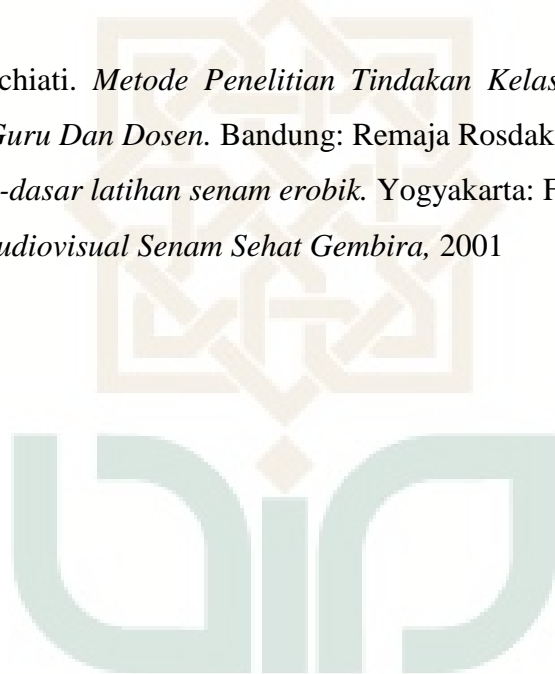 chiati. Metode Penelitian Tindakan Kelas
Guru Dan Dosen. Bandung: Remaja Rosdak
-dasar latihan senam erobik. Yogyakarta: F
udiovisual Senam Sehat Gembira, 2001